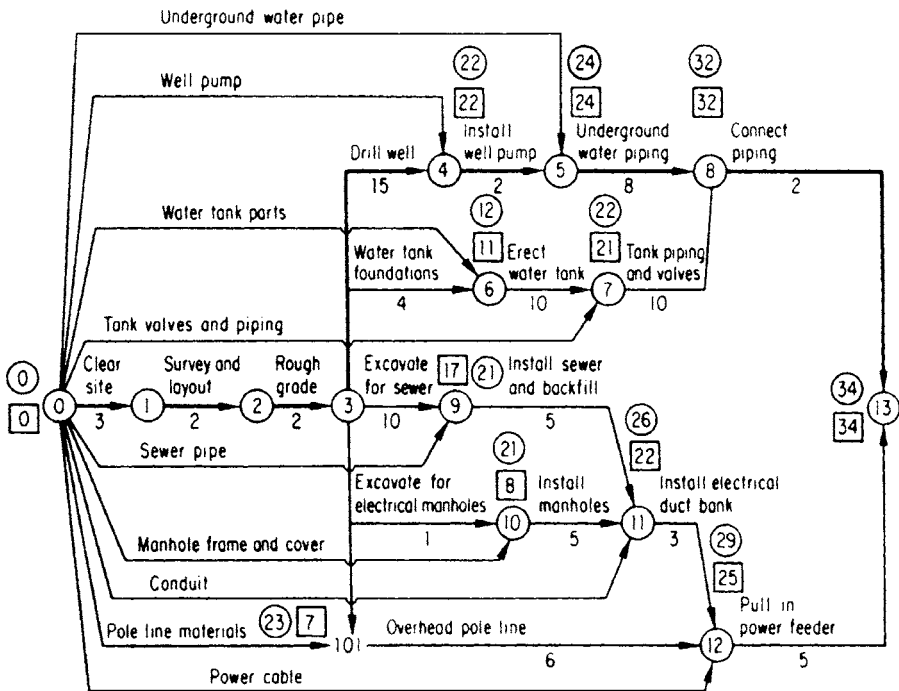 Underground water pipe
22
24
32
Well pump
22
24
32
Install
well pump
Underground
water piping
Connect
piping
Drill well
4
5
8
15
2
8
2
12
22
Water tank parts
11
21
Water tank
foundations
Erect
water tank
Tank piping
and valves
6
7
4
10
10
Tank valves and piping
0
Clear
site
Survey and
layout
Rough
grade
Excavate
for sewer
17
21
Install sewer
and backfill
34
0
0
1
2
3
9
34
13
3
2
2
10
5
26
Sewer pipe
21
22
Excavate for
electrical manholes
8
Install
manholes
Install electrical
duct bank
10
11
1
5
3
29
Manhole frame and cover
25
Conduit
Pole line materials
23
7
Overhead pole line
Pull in
power feeder
101
12
6
5
Power cable